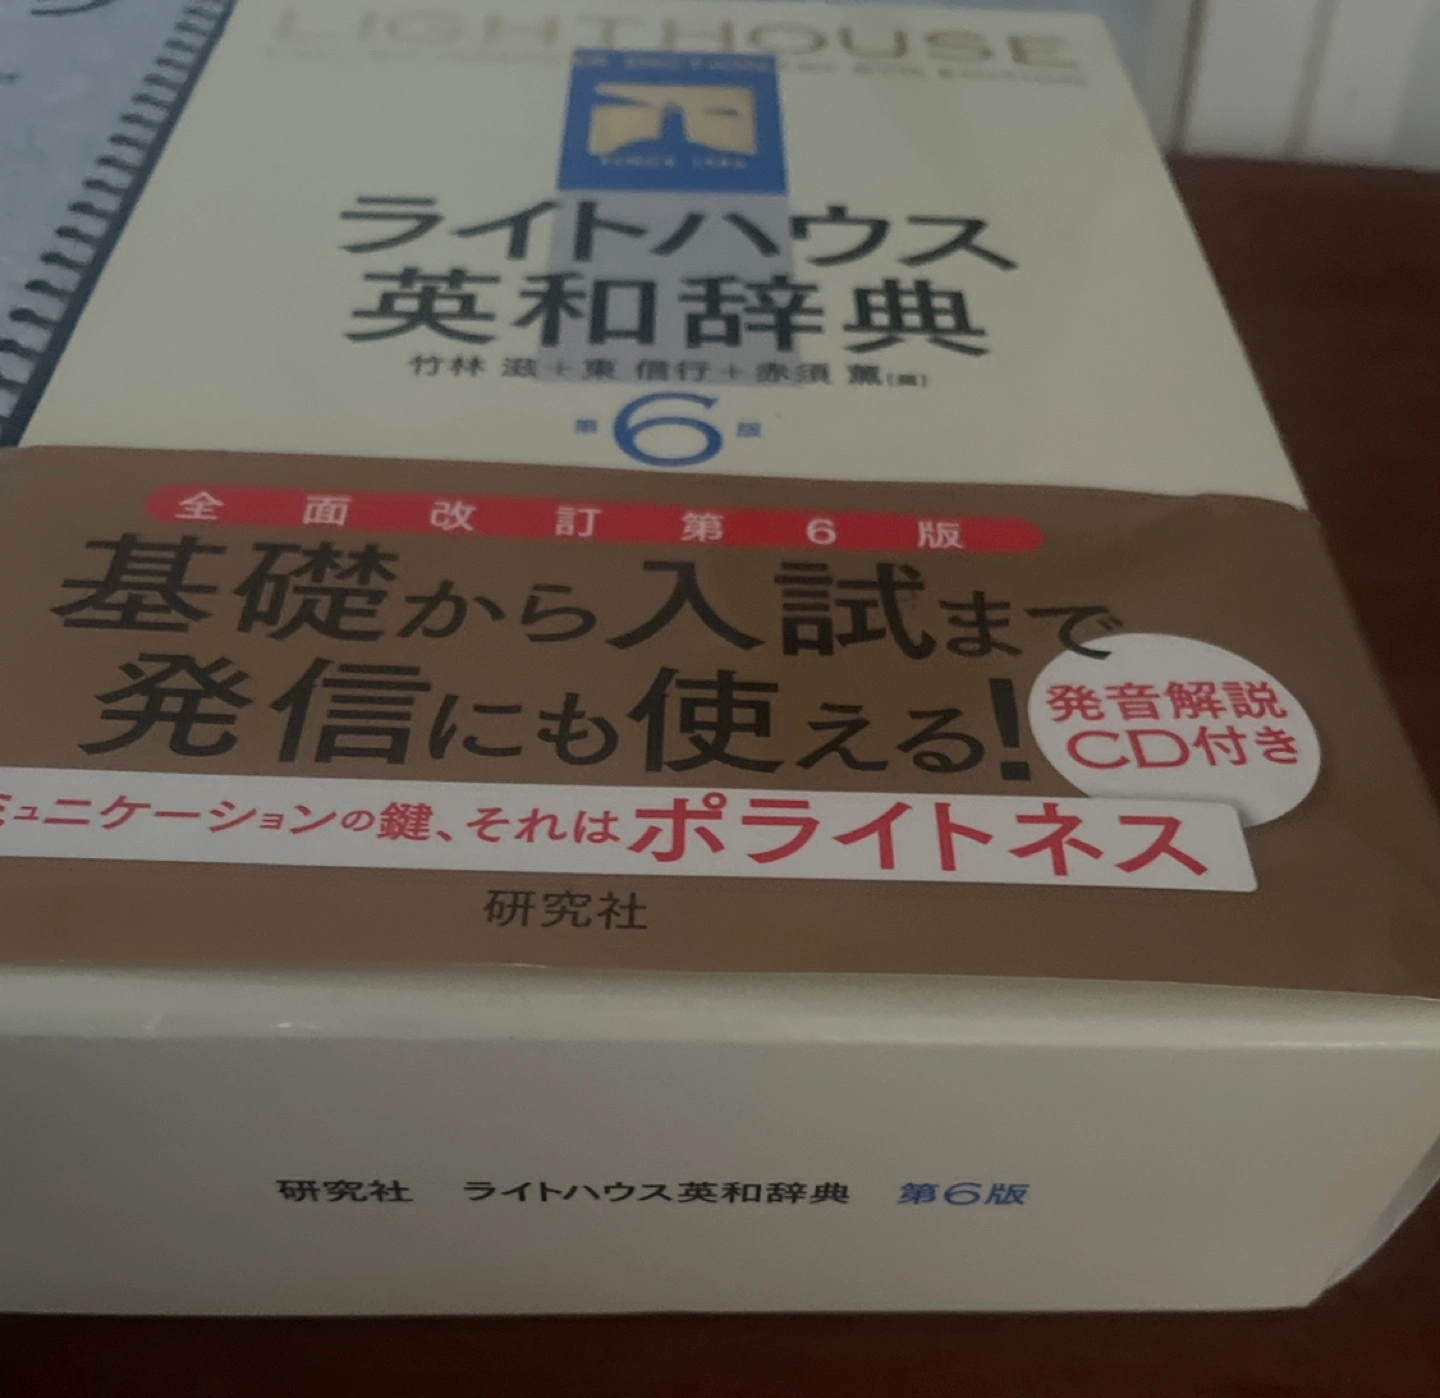 LIGHTHOUSE
SINCE 1984
ライトハウス
英和辞典
竹林 滋+東 信行+赤須 薫(編)
第6版
全面改訂第6版
基礎から入試まで
発信にも使える!
発音解説
CD付き
ミュニケーションの鍵、それはポライトネス
研究社
研究社 ライトハウス英和辞典 第6版